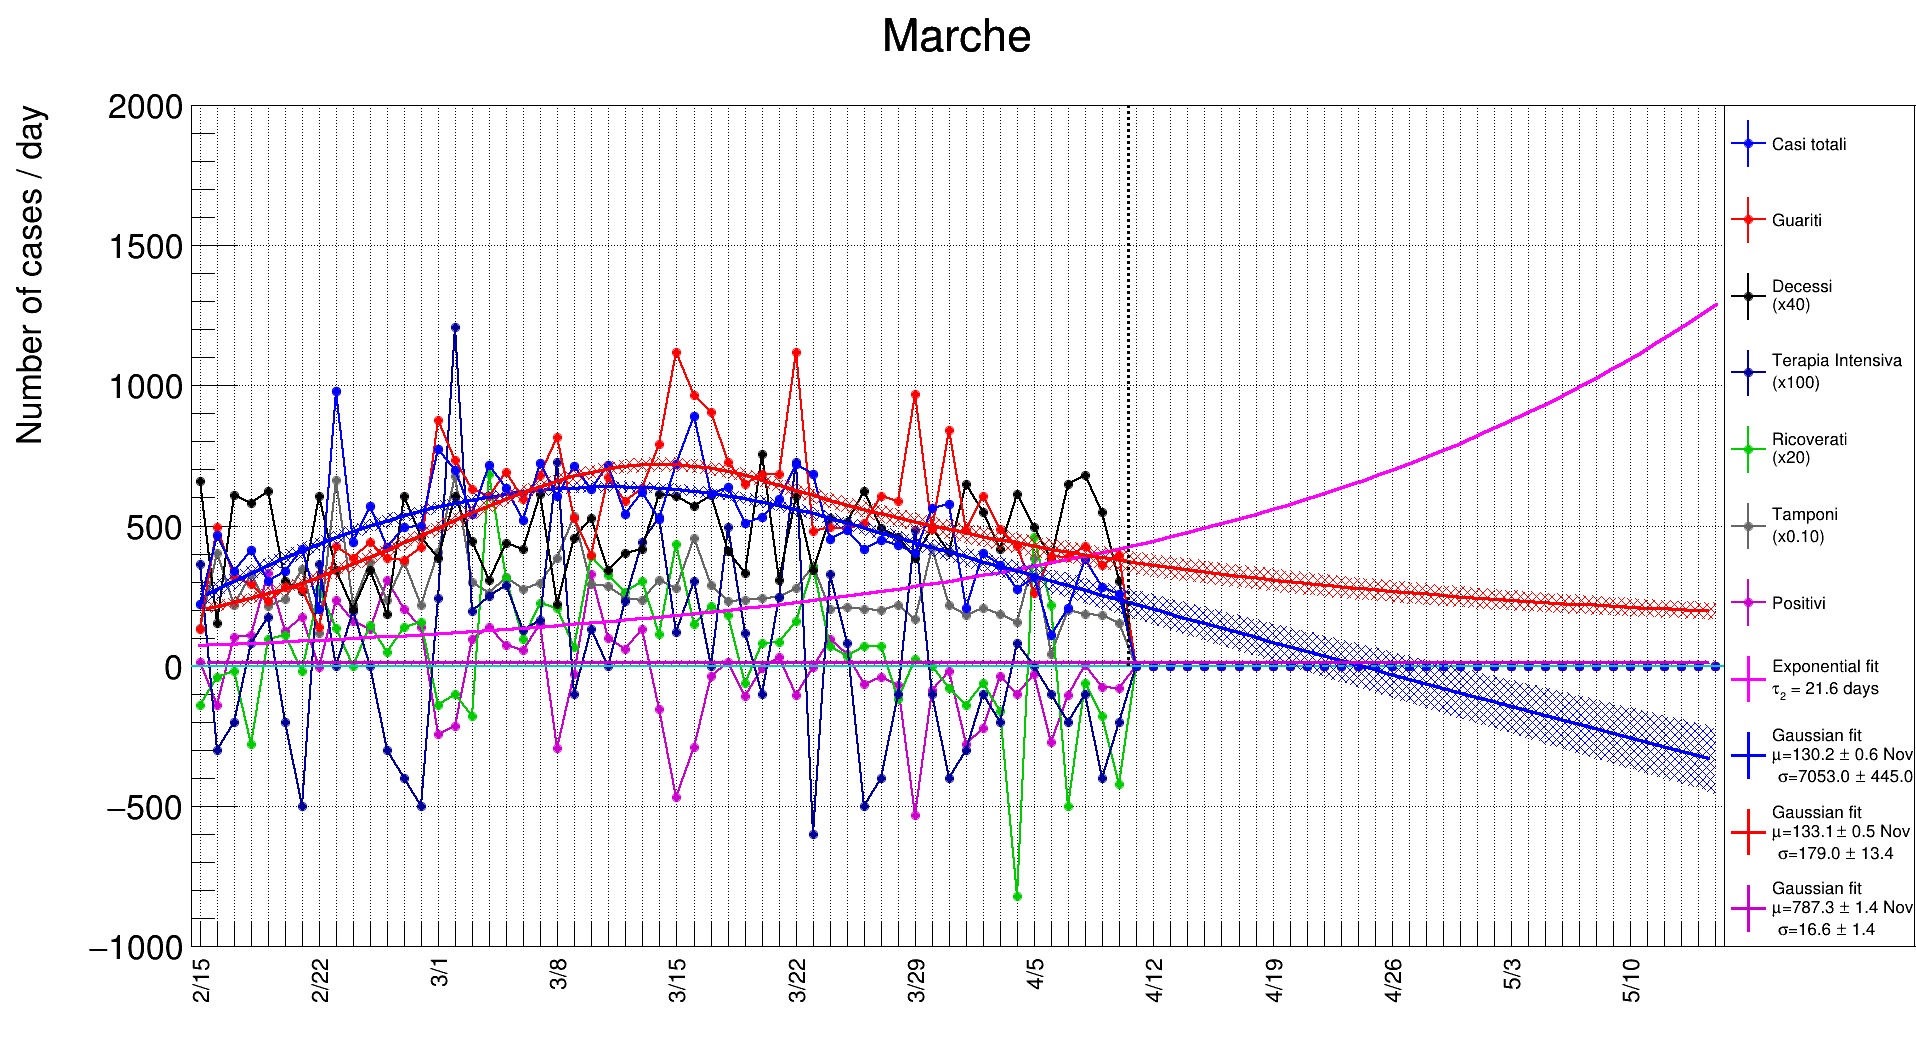 Marche
Number of cases / day
2000
1500
1000
500
0
−500
−1000
2/15
2/22
3/1
3/8
3/15
3/22
3/29
4/5
4/12
4/19
4/26
5/3
5/10
Casi totali
Guariti
Decessi
(x40)
Terapia Intensiva
(x100)
Ricoverati
(x20)
Tamponi
(x0.10)
Positivi
Exponential fit
τ₂ = 21.6 days
Gaussian fit
μ=130.2 ± 0.6 Nov
σ=7053.0 ± 445.0
Gaussian fit
μ=133.1 ± 0.5 Nov
σ=179.0 ± 13.4
Gaussian fit
μ=787.3 ± 1.4 Nov
σ=16.6 ± 1.4